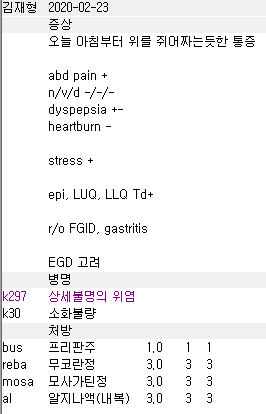 김재형 2020-02-23
증상
오늘 아침부터 위를 쥐어짜는듯한 통증
abd pain +
n/v/d -/-/-
dyspepsia +-
heartburn -
stress +
epi, LUQ, LLQ Td+
r/o FGID, gastritis
EGD 고려
병명
k297 상세불명의 위염
k30 소화불량
처방
bus 프리판주 1.0 1 1
reba 무코란정 3.0 3 3
mosa 모사가틴정 3.0 3 3
al 알지나액(내복) 3.0 3 3